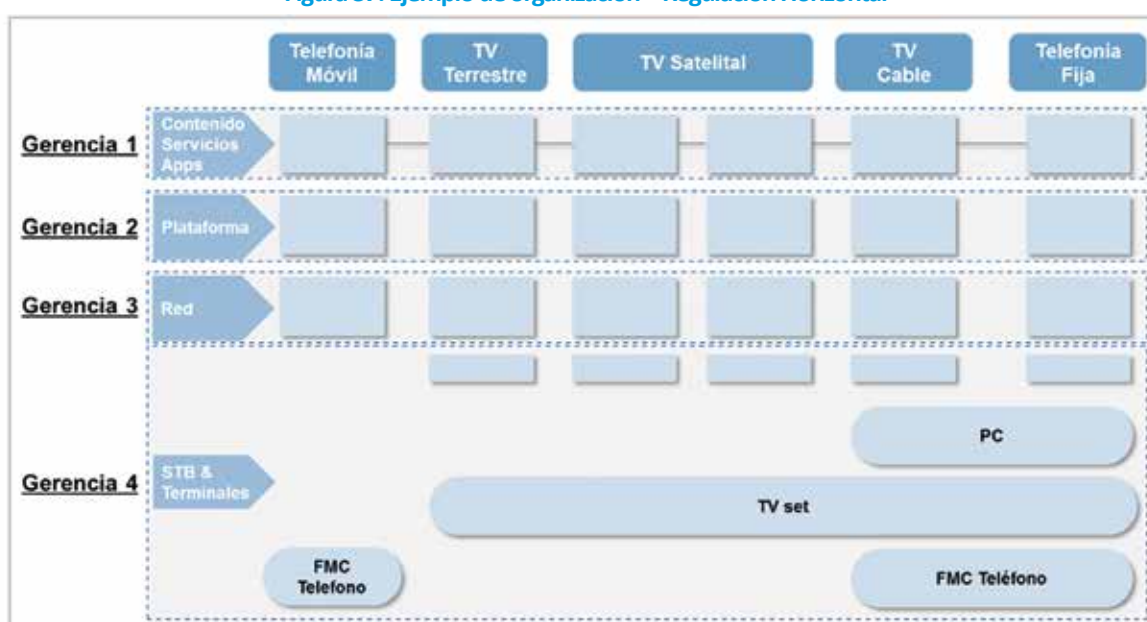 Telefonía
Móvil
TV
Terrestre
TV Satelital
TV
Cable
Telefonía
Fija
Gerencia 1
Contenido
Servicios
Apps
Gerencia 2
Plataforma
Gerencia 3
Red
PC
Gerencia 4
STB &
Terminales
TV set
FMC
Telefono
FMC Teléfono